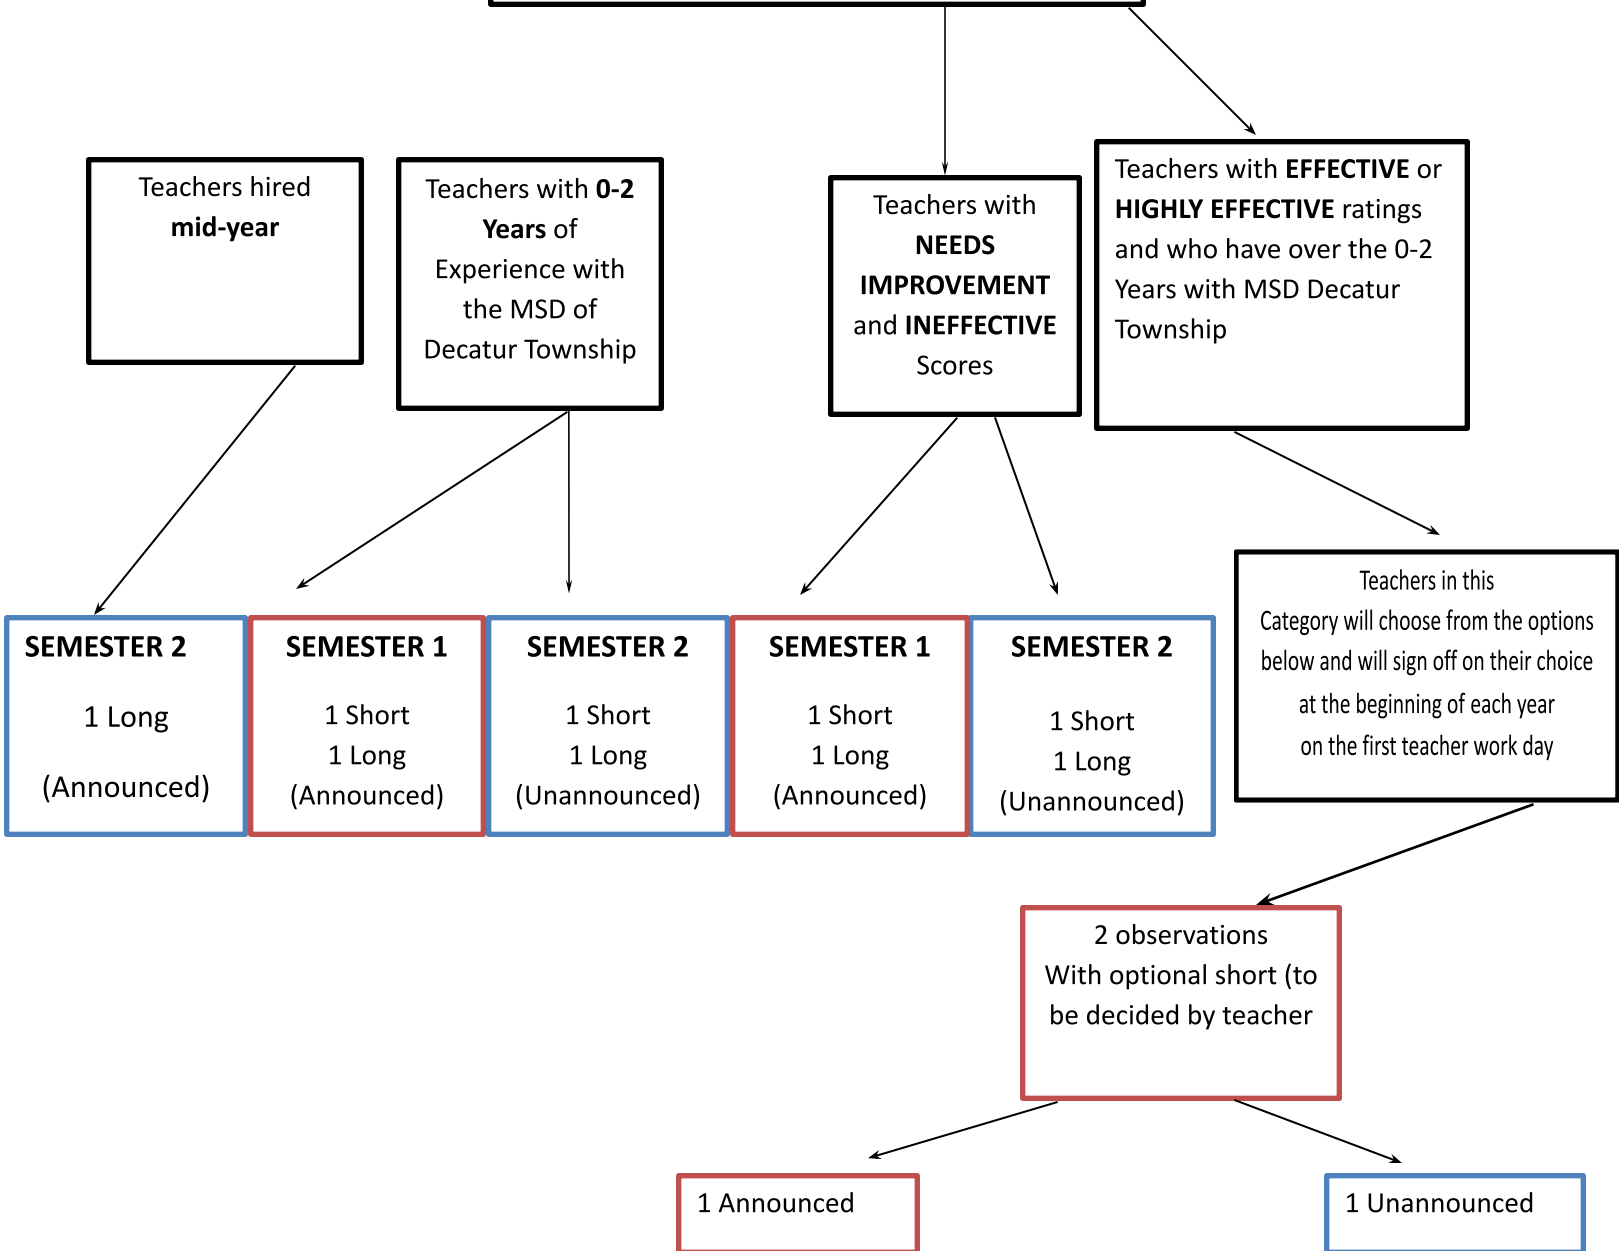 Teachers hired
mid-year
Teachers with 0-2
Years of
Experience with
the MSD of
Decatur Township
Teachers with
NEEDS
IMPROVEMENT
and INEFFECTIVE
Scores
Teachers with EFFECTIVE or
HIGHLY EFFECTIVE ratings
and who have over the 0-2
Years with MSD Decatur
Township
SEMESTER 2
1 Long
(Announced)
SEMESTER 1
1 Short
1 Long
(Announced)
SEMESTER 2
1 Short
1 Long
(Unannounced)
SEMESTER 1
1 Short
1 Long
(Announced)
SEMESTER 2
1 Short
1 Long
(Unannounced)
Teachers in this
Category will choose from the options
below and will sign off on their choice
at the beginning of each year
on the first teacher work day
2 observations
With optional short (to
be decided by teacher
1 Announced
1 Unannounced